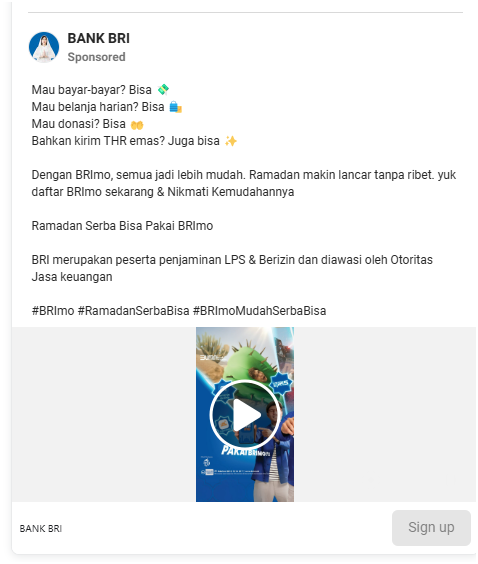 BANK BRI
Sponsored
Mau bayar-bayar? Bisa 💸
Mau belanja harian? Bisa 🛍️
Mau donasi? Bisa 🤲
Bahkan kirim THR emas? Juga bisa ✨
Dengan BRImo, semua jadi lebih mudah. Ramadan makin lancar tanpa ribet. yuk
daftar BRImo sekarang & Nikmati Kemudahannya
Ramadan Serba Bisa Pakai BRImo
BRI merupakan peserta penjaminan LPS & Berizin dan diawasi oleh Otoritas
Jasa keuangan
#BRImo #RamadanSerbaBisa #BRImoMudahSerbaBisa
PAKAI BRIMO
BANK BRI
Sign up